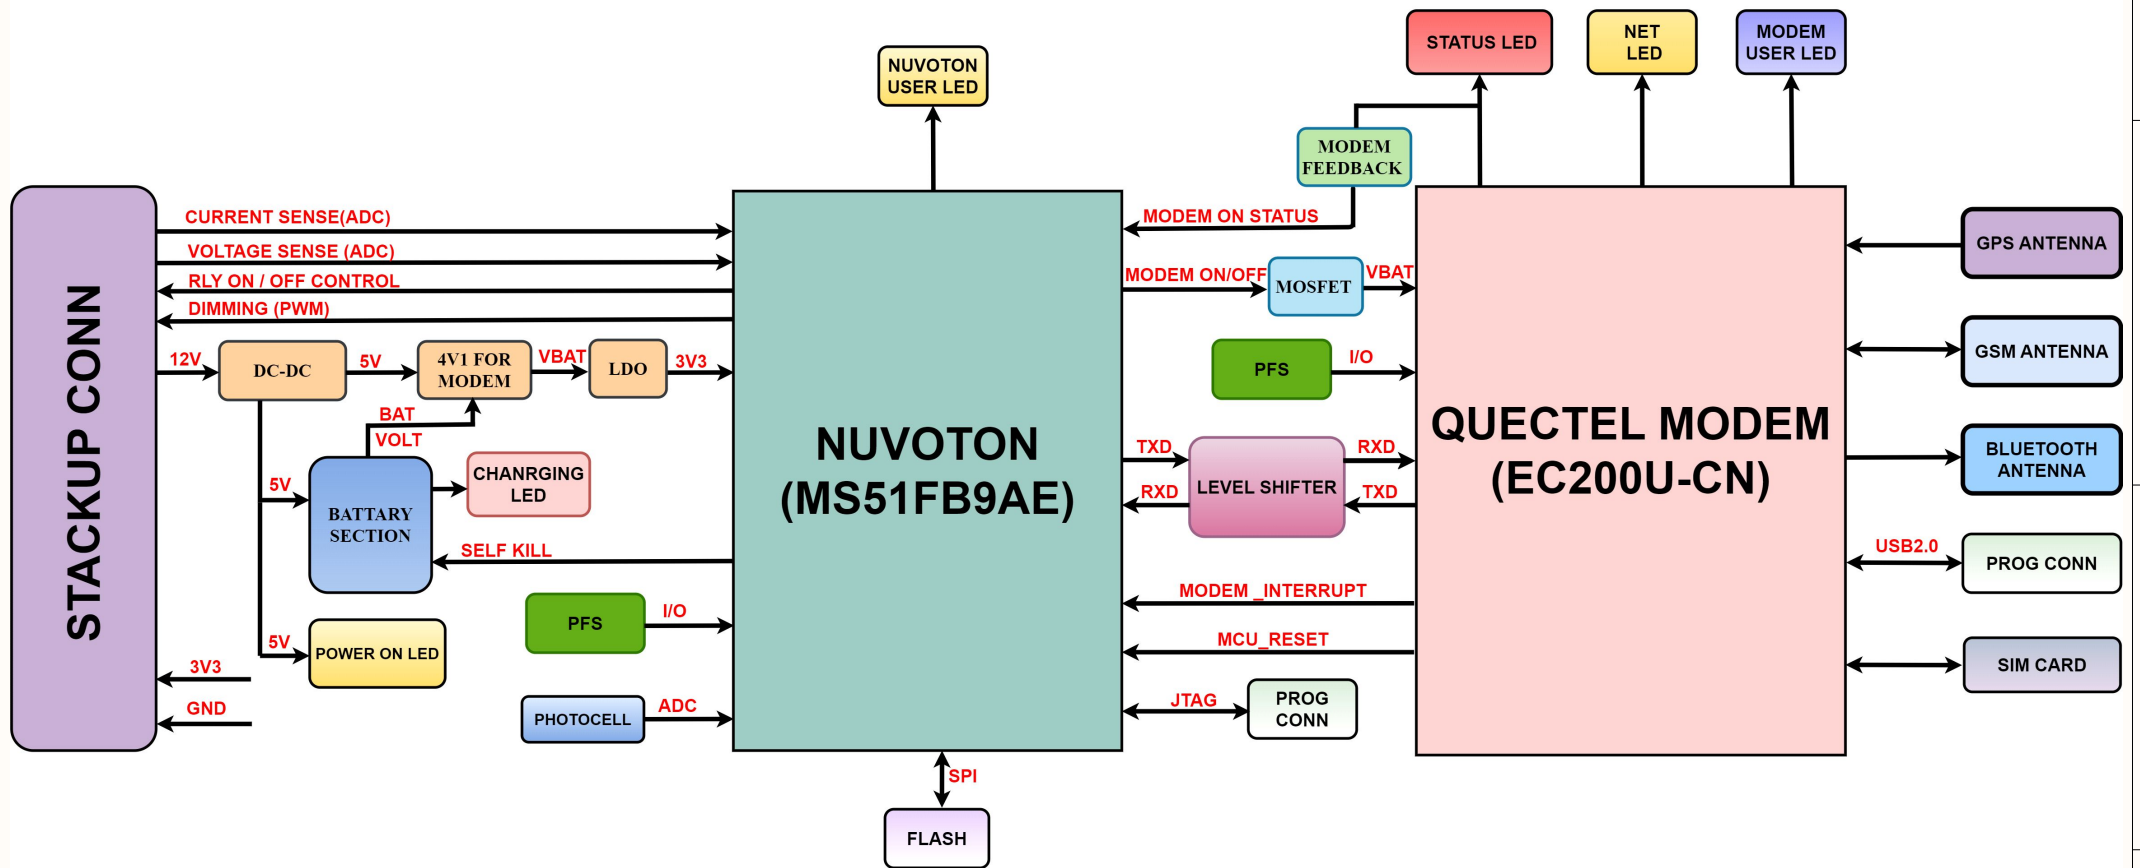 STATUS LED
NET
LED
MODEM
USER LED
NUVOTON
USER LED
MODEM
FEEDBACK
STACKUP CONN
CURRENT SENSE(ADC)
VOLTAGE SENSE (ADC)
RLY ON / OFF CONTROL
DIMMING (PWM)
12V
DC-DC
5V
4V1 FOR
MODEM
VBAT
LDO
3V3
BAT
VOLT
5V
BATTARY
SECTION
CHANRGING
LED
SELF KILL
5V
POWER ON LED
3V3
GND
PFS
I/O
PHOTOCELL
ADC
NUVOTON
(MS51FB9AE)
SPI
FLASH
MODEM ON STATUS
MODEM ON/OFF
MOSFET
VBAT
PFS
I/O
TXD
RXD
LEVEL SHIFTER
RXD
TXD
MODEM _INTERRUPT
MCU_RESET
JTAG
PROG
CONN
QUECTEL MODEM
(EC200U-CN)
GPS ANTENNA
GSM ANTENNA
BLUETOOTH
ANTENNA
USB2.0
PROG CONN
SIM CARD